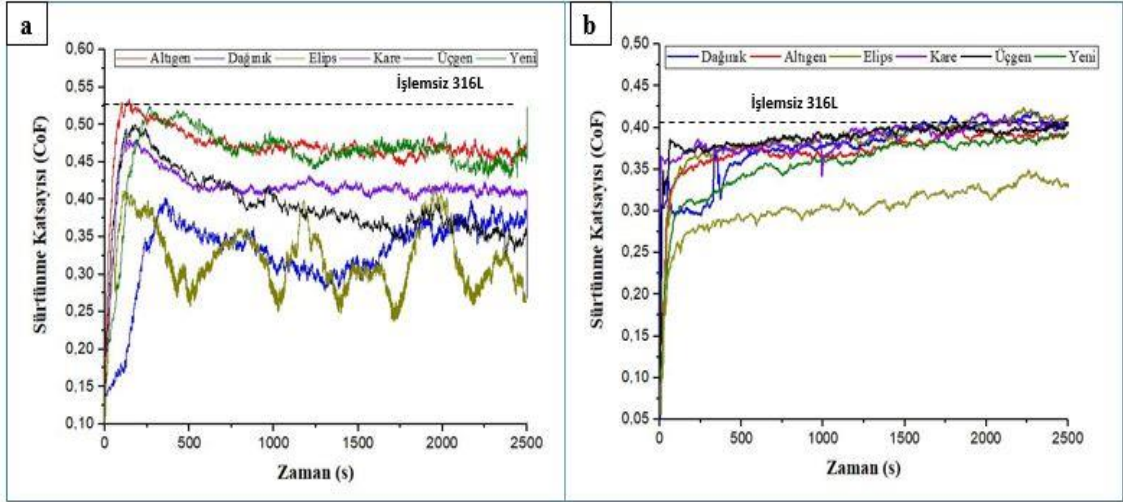 a
0,60
0,55
0,50
0,45
0,40
0,35
0,30
0,25
0,20
0,15
0,10
Altıgen Dağınık Elips Kare Üçgen Yeni
İşlemsiz 316L
Sürtünme Katsayısı (CoF)
0 500 1000 1500 2000 2500
Zaman (s)
b
0,50
0,45
0,40
0,35
0,30
0,25
0,20
0,15
0,10
0,05
Dağınık Altıgen Elips Kare Üçgen Yeni
İşlemsiz 316L
Sürtünme Katsayısı (CoF)
0 500 1000 1500 2000 2500
Zaman (s)